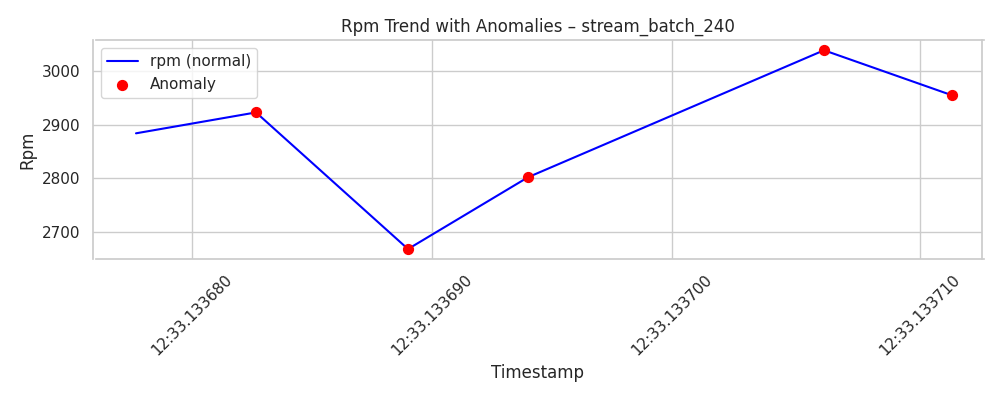 Rpm Trend with Anomalies – stream_batch_240
rpm (normal)
Anomaly
Rpm
3000
2900
2800
2700
12:33.133680
12:33.133690
12:33.133700
12:33.133710
Timestamp